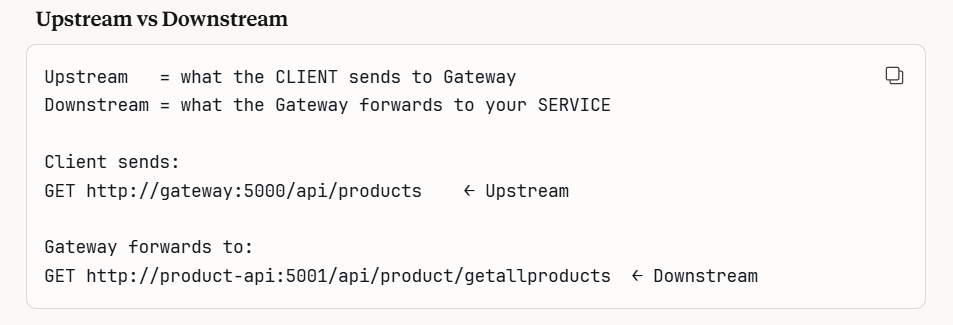 Upstream vs Downstream
Upstream   = what the CLIENT sends to Gateway
Downstream = what the Gateway forwards to your SERVICE
Client sends:
GET http://gateway:5000/api/products    ← Upstream
Gateway forwards to:
GET http://product-api:5001/api/product/getallproducts  ← Downstream